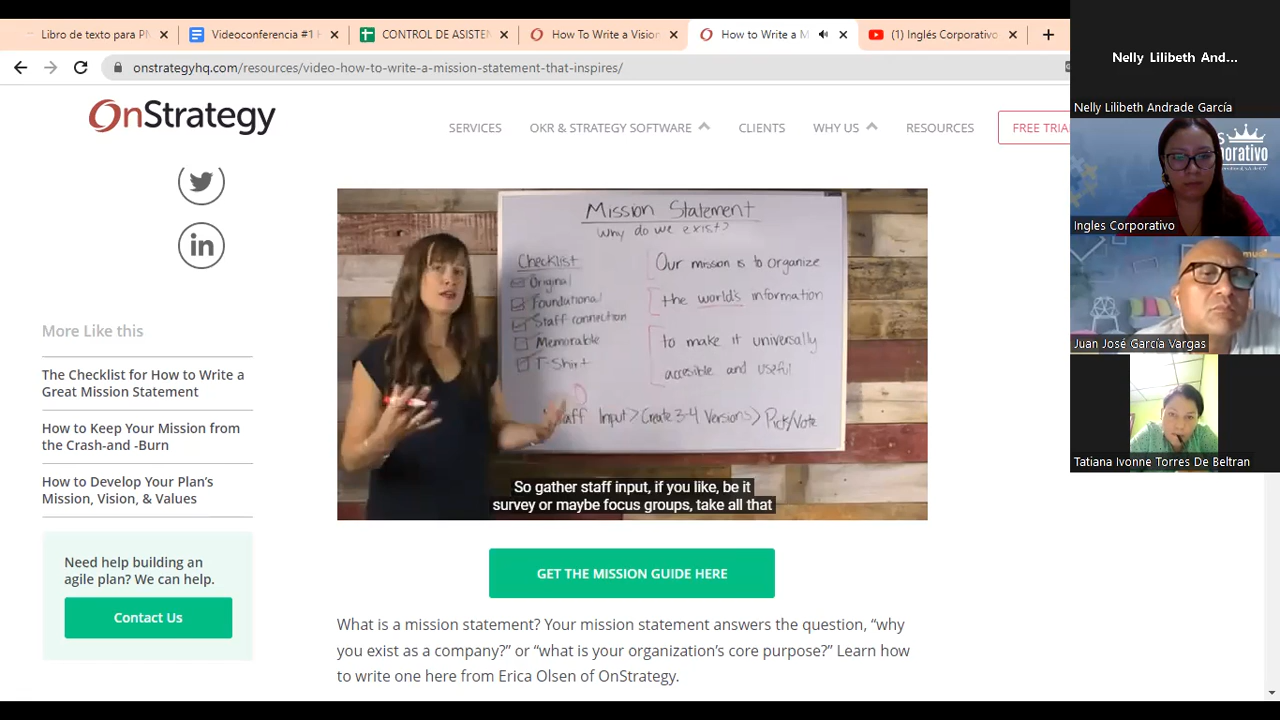 Libro de texto para PN
Videoconferencia #1 H
CONTROL DE ASISTEN
How To Write a Vision
How to Write a M
(1) Inglés Corporativo
onstrategyhq.com/resources/video-how-to-write-a-mission-statement-that-inspires/
OnStrategy
SERVICES
OKR & STRATEGY SOFTWARE
CLIENTS
WHY US
RESOURCES
FREE TRIA
in
More Like this
The Checklist for How to Write a
Great Mission Statement
How to Keep Your Mission from
the Crash-and -Burn
How to Develop Your Plan's
Mission, Vision, & Values
Need help building an
agile plan? We can help.
Contact Us
Mission Statement
Why do we exist?
Checklist
Original
Foundational
Staff connection
Memorable
T-Shirt
Our mission is to organize
the world's information
to make it universally
accesible and useful
Input > Create 3-4 Versions > Pick/Vote
So gather staff input, if you like, be it
survey or maybe focus groups, take all that
GET THE MISSION GUIDE HERE
What is a mission statement? Your mission statement answers the question, “why
you exist as a company?” or “what is your organization’s core purpose?” Learn how
to write one here from Erica Olsen of OnStrategy.
Nelly Lilibeth And...
Nelly Lilibeth Andrade García
orativo
Ingles Corporativo
Juan José García Vargas
Tatiana Ivonne Torres De Beltran